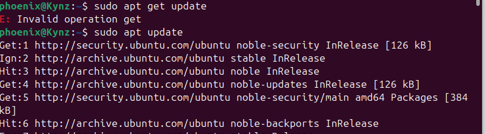 phoenix@Kynz:~$ sudo apt get update
E: Invalid operation get
phoenix@Kynz:~$ sudo apt update
Get:1 http://security.ubuntu.com/ubuntu noble-security InRelease [126 kB]
Ign:2 http://archive.ubuntu.com/ubuntu stable InRelease
Hit:3 http://archive.ubuntu.com/ubuntu noble InRelease
Get:4 http://archive.ubuntu.com/ubuntu noble-updates InRelease [126 kB]
Get:5 http://security.ubuntu.com/ubuntu noble-security/main amd64 Packages [384
kB]
Hit:6 http://archive.ubuntu.com/ubuntu noble-backports InRelease